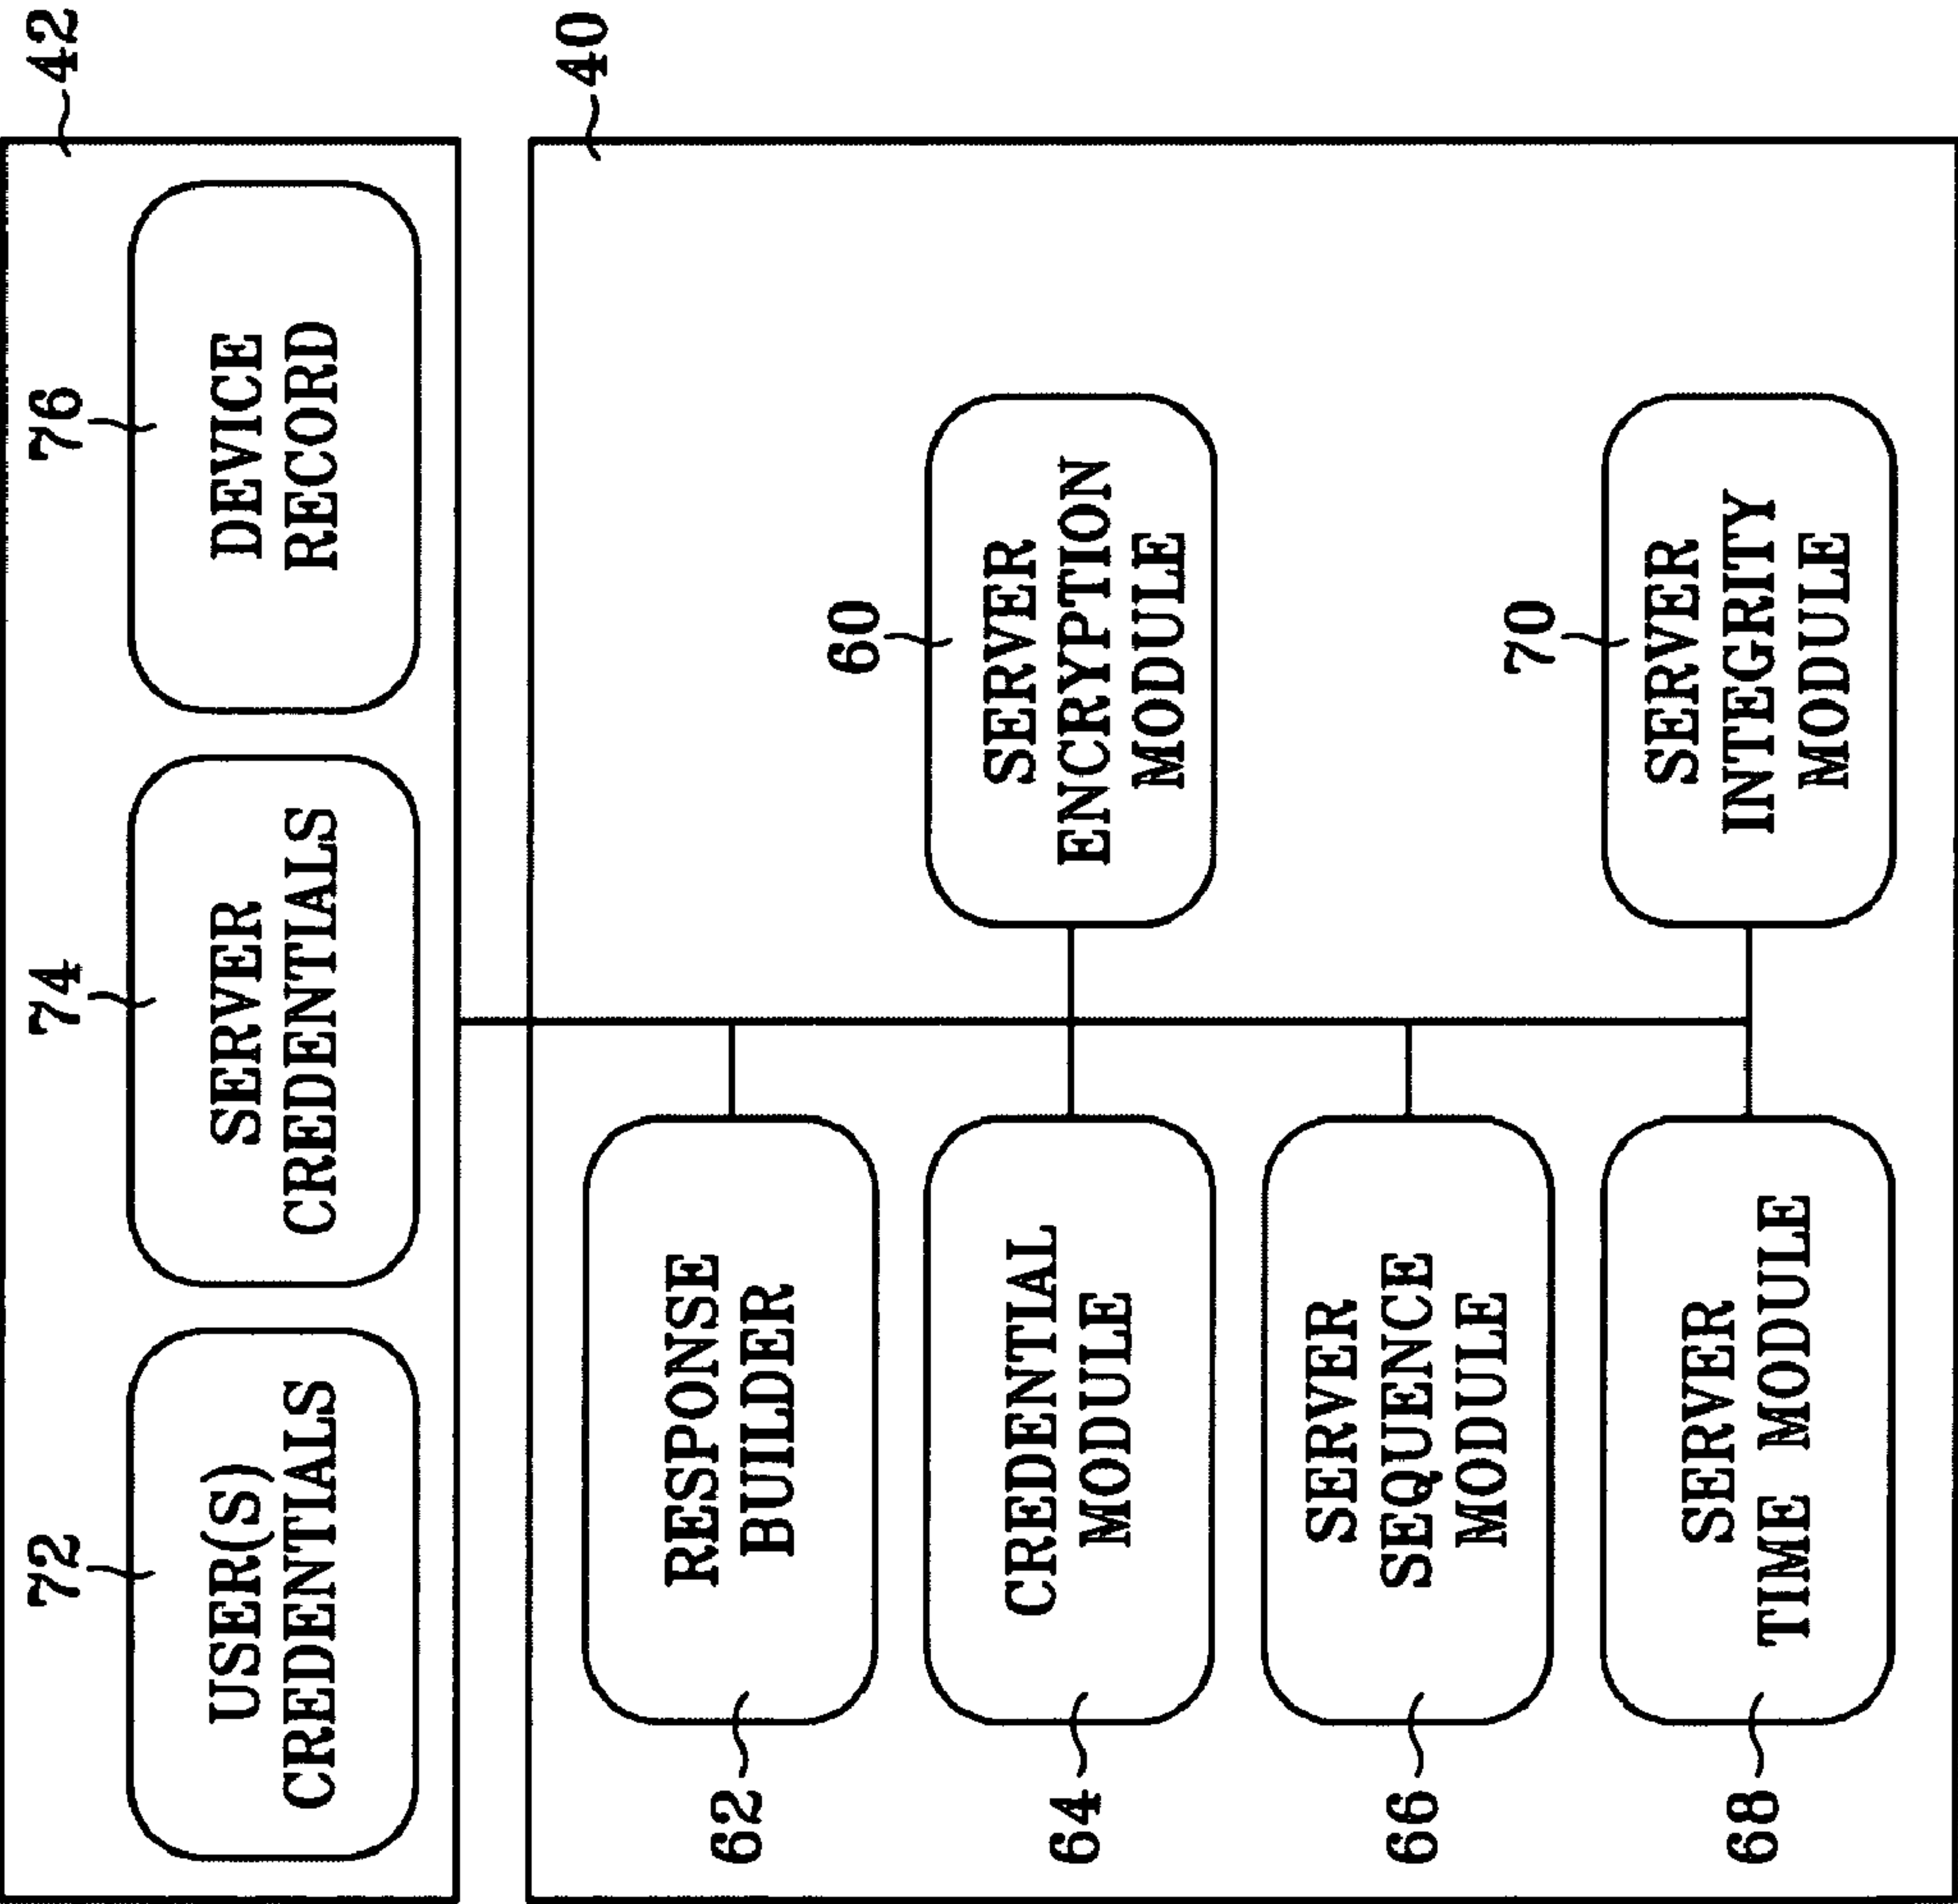 42
72
USER(S)
CREDENTIALS
74
SERVER
CREDENTIALS
76
DEVICE
RECORD
40
62
RESPONSE
BUILDER
64
CREDENTIAL
MODULE
60
SERVER
ENCRYPTION
MODULE
66
SERVER
SEQUENCE
MODULE
68
SERVER
TIME MODULE
70
SERVER
INTEGRITY
MODULE